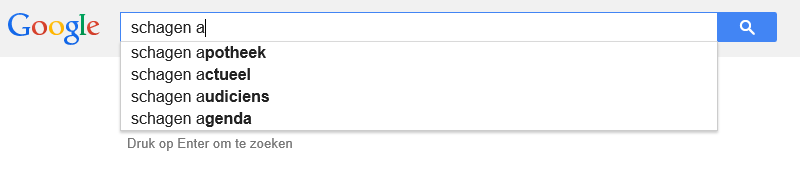 Google
schagen a
schagen apotheek
schagen actueel
schagen audiciens
schagen agenda
Druk op Enter om te zoeken